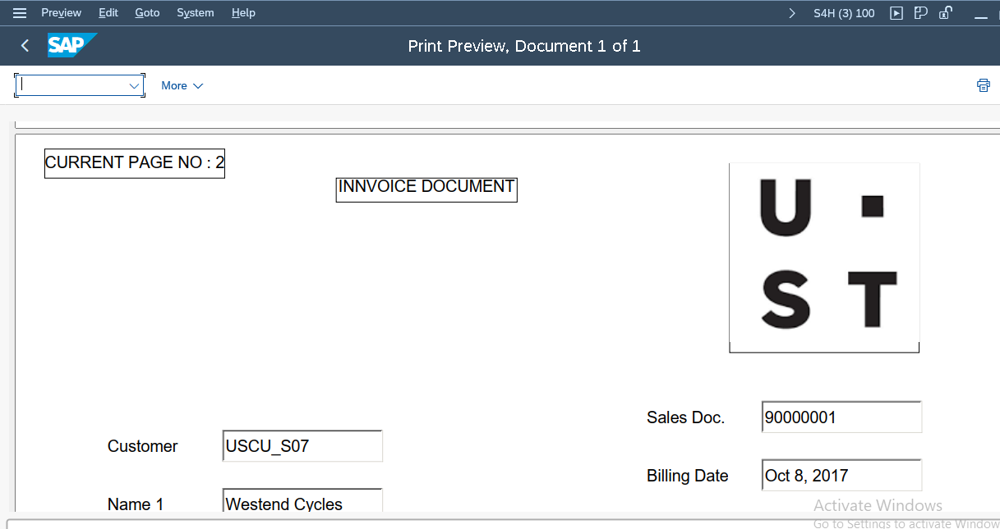 Preview Edit Goto System Help
S4H (3) 100
SAP
Print Preview, Document 1 of 1
More
CURRENT PAGE NO : 2
INNVOICE DOCUMENT
U ·
S T
Sales Doc. 90000001
Customer USCU_S07
Billing Date Oct 8, 2017
Name 1 Westend Cycles
Activate Windows
Go to Settings to activate Window